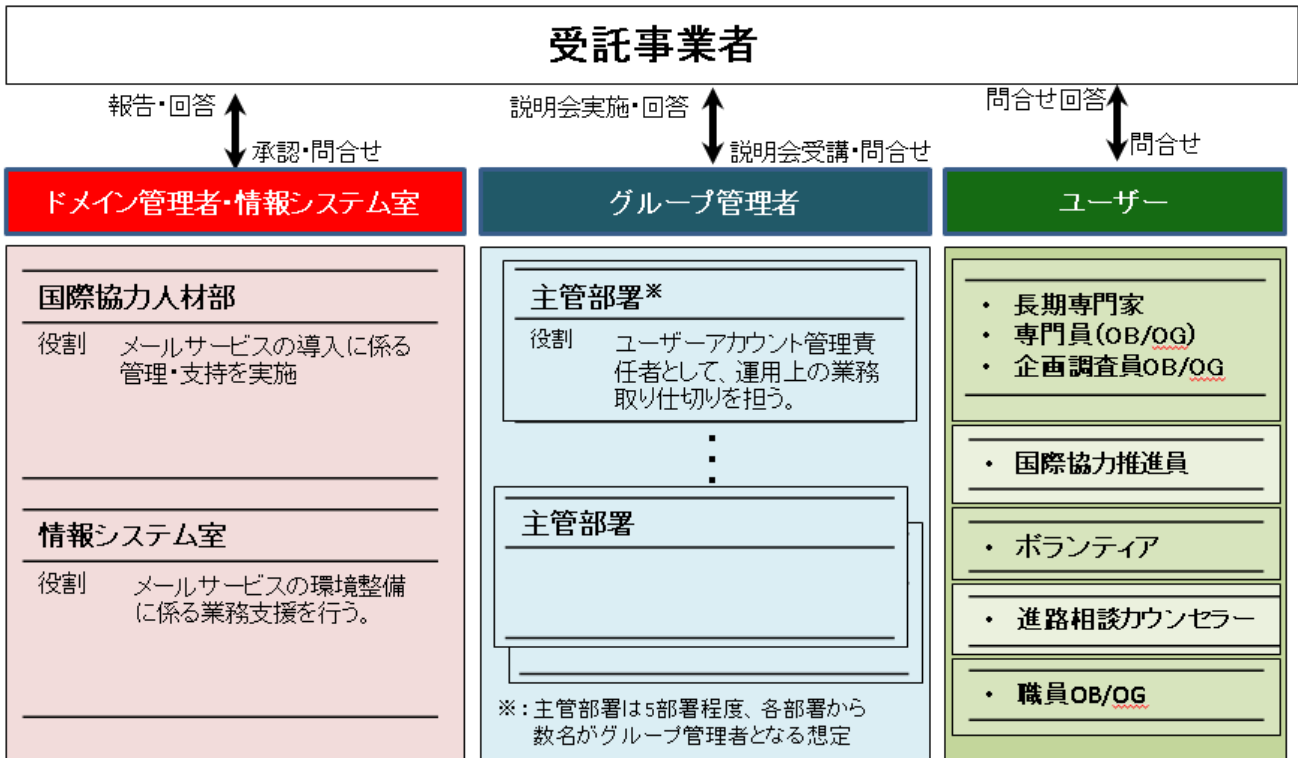 受託事業者
報告・回答
承認・問合せ
説明会実施・回答
説明会受講・問合せ
問合せ回答
問合せ
ドメイン管理者・情報システム室
国際協力人材部
役割 メールサービスの導入に係る
管理・支持を実施
情報システム室
役割 メールサービスの環境整備
に係る業務支援を行う。
グループ管理者
主管部署※
役割 ユーザーアカウント管理責
任者として、運用上の業務
取り仕切りを担う。
主管部署
※:主管部署は5部署程度、各部署から
数名がグループ管理者となる想定
ユーザー
・ 長期専門家
・ 専門員(OB/OG)
・ 企画調査員OB/OG
・ 国際協力推進員
・ ボランティア
・ 進路相談カウンセラー
・ 職員OB/OG